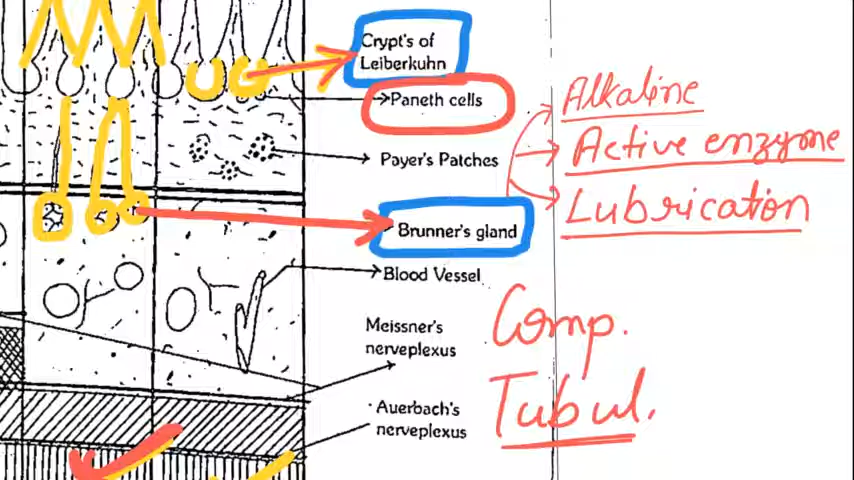 Crypt's of
Leiberkuhn
Paneth cells
Payer's Patches
Brunner's gland
Blood Vessel
Meissner's
nerveplexus
Auerbach's
nerveplexus
Alkaline
Active enzyme
Lubrication
Comp.
Tubul.